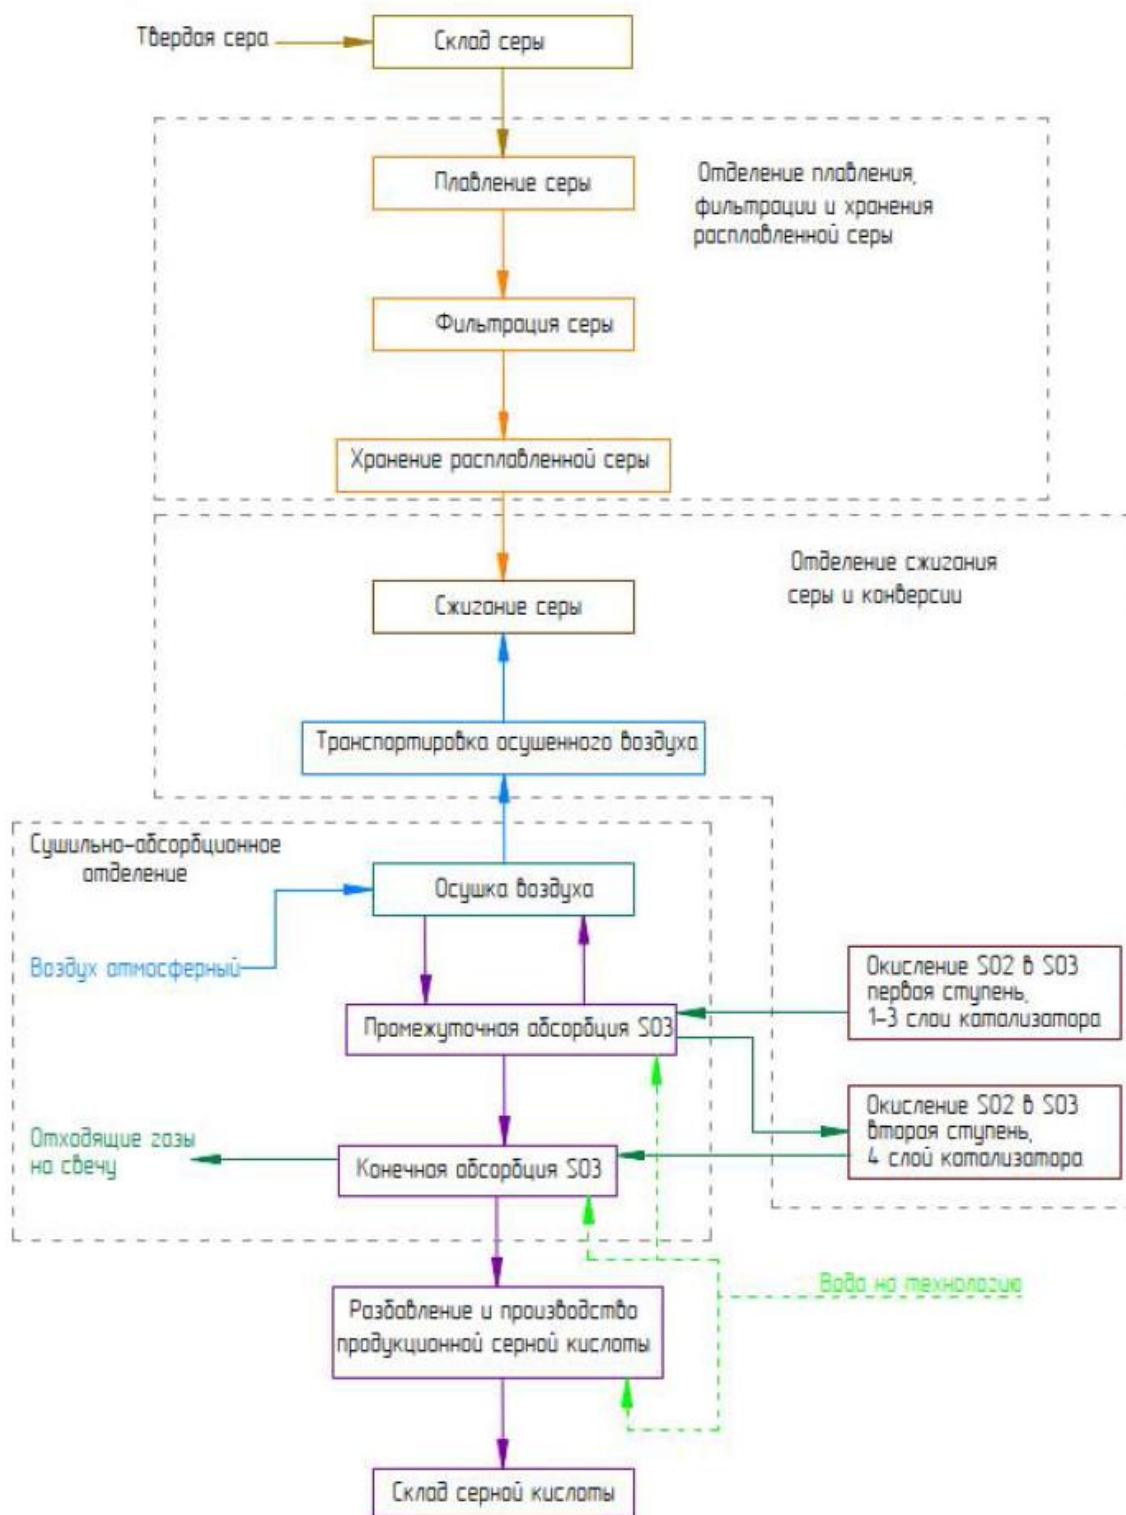 Твердая сера
Склад серы
Плавление серы
Отделение плавления,
фильтрации и хранения
расплавленной серы
Фильтрация серы
Хранение расплавленной серы
Отделение сжигания
серы и конверсии
Сжигание серы
Транспортировка осушенного воздуха
Сушильно-абсорбционное
отделение
Осушка воздуха
Воздух атмосферный
Окисление SO2 в SO3
первая ступень,
1-3 слои катализатора
Промежуточная абсорбция SO3
Окисление SO2 в SO3
вторая ступень,
4 слой катализатора
Отходящие газы
на свечу
Конечная абсорбция SO3
Вода на технологию
Разбавление и производство
продукционной серной кислоты
Склад серной кислоты